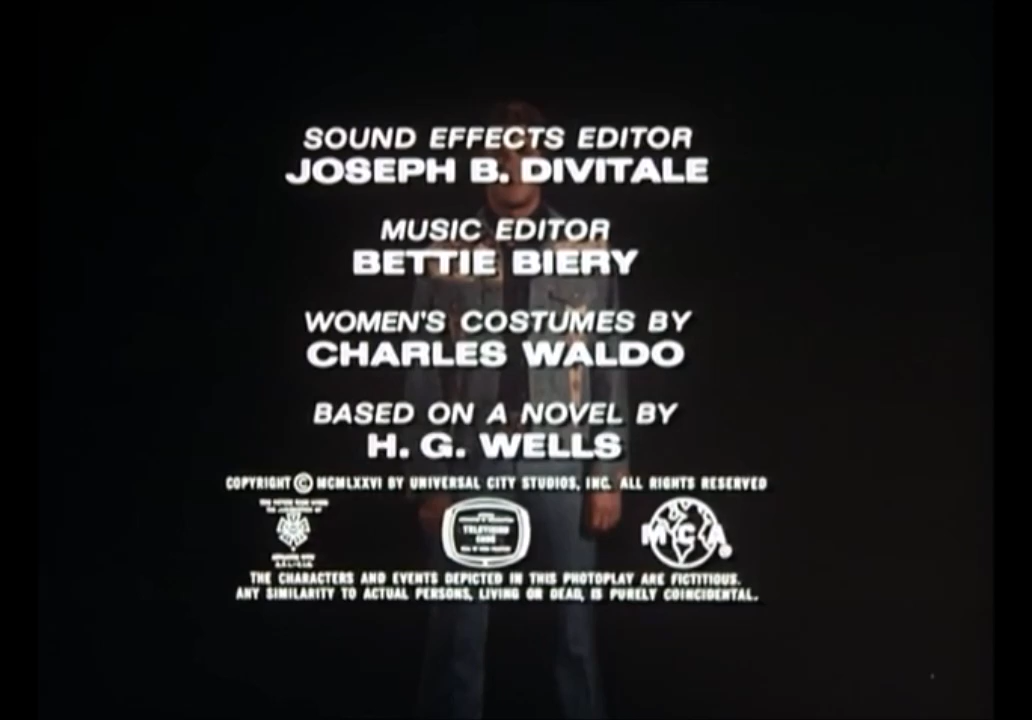 SOUND EFFECTS EDITOR
JOSEPH B. DIVITALE
MUSIC EDITOR
BETTIE BIERY
WOMEN'S COSTUMES BY
CHARLES WALDO
BASED ON A NOVEL BY
H. G. WELLS
COPYRIGHT © MCMLXXVI BY UNIVERSAL CITY STUDIOS, INC. ALL RIGHTS RESERVED
TELEVISION
CODE
MCA®
THE CHARACTERS AND EVENTS DEPICTED IN THIS PHOTOPLAY ARE FICTITIOUS.
ANY SIMILARITY TO ACTUAL PERSONS, LIVING OR DEAD, IS PURELY COINCIDENTAL.